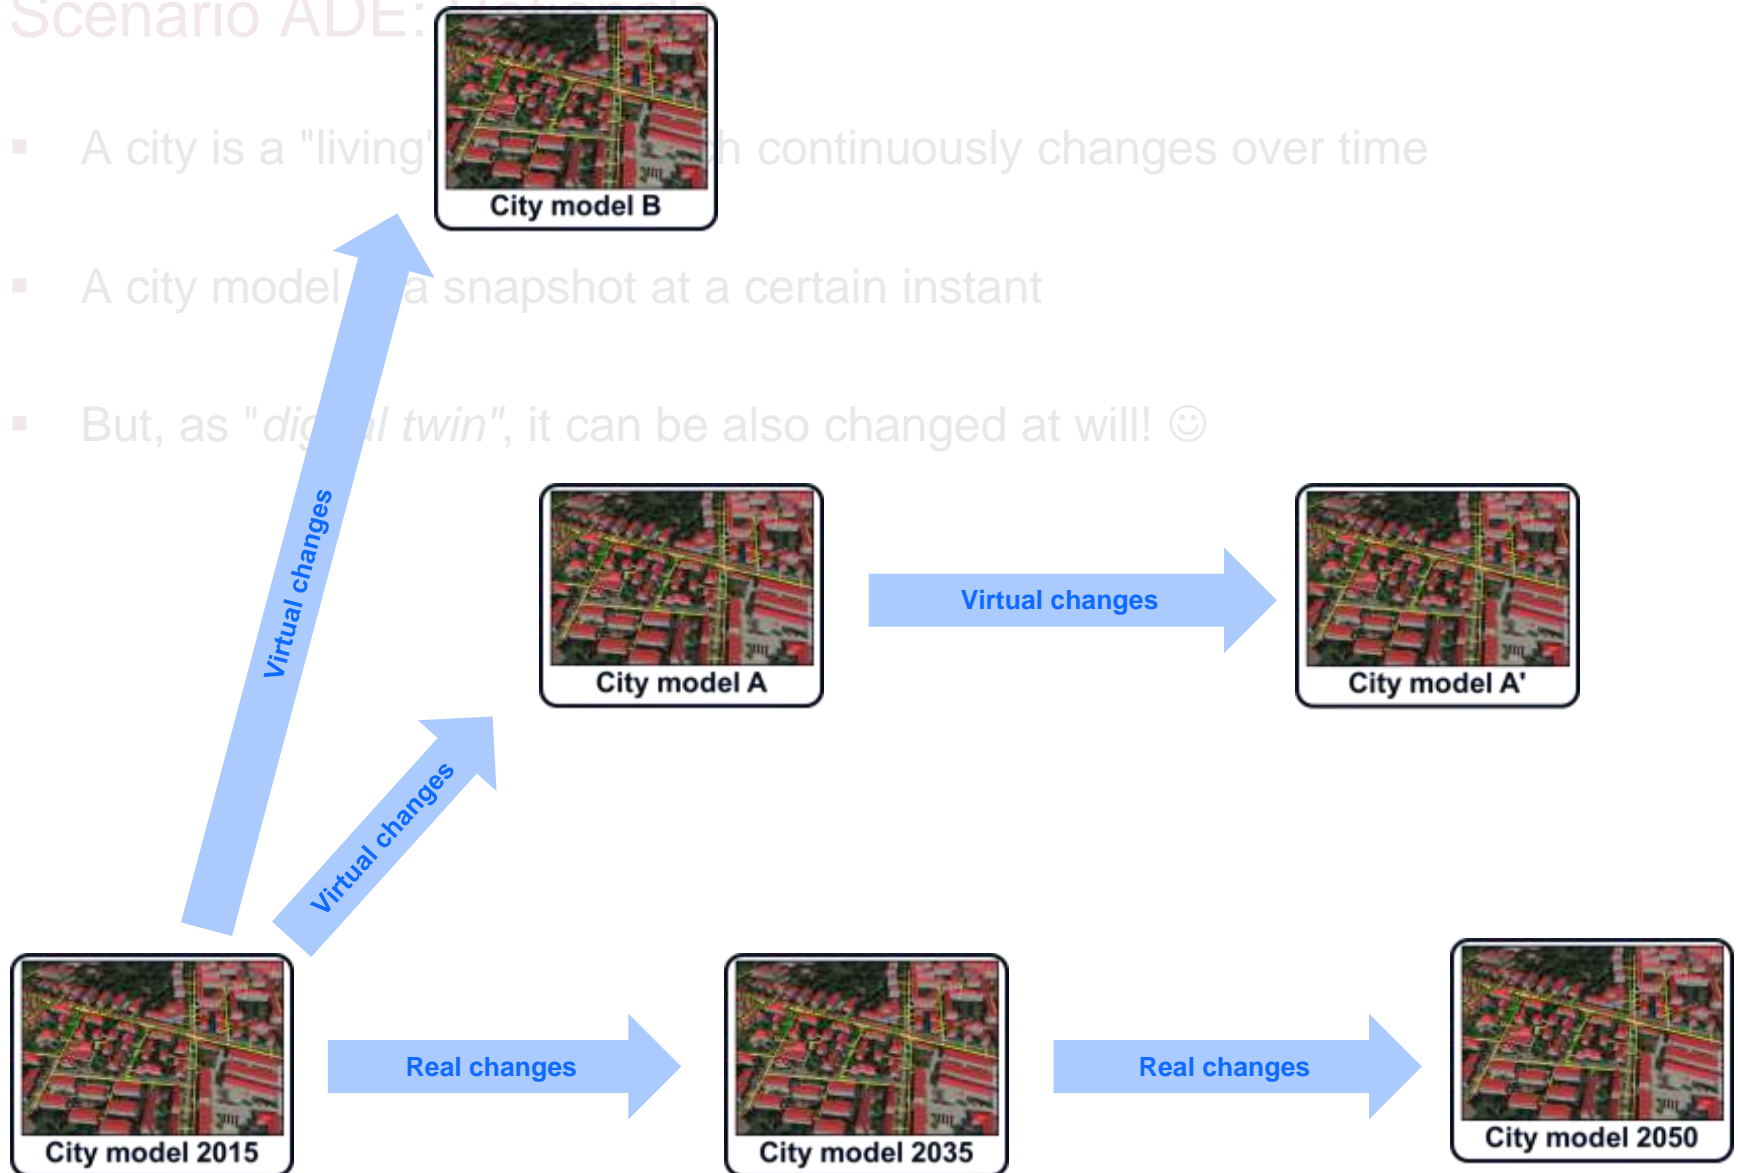 Scenario ADE:
City model B
▪ A city is a "living" continuously changes over time
▪ A city model a snapshot at a certain instant
▪ But, as "digital twin", it can be also changed at will! ☺
Virtual changes
City model A
Virtual changes
City model A'
Virtual changes
City model 2015
Real changes
City model 2035
Real changes
City model 2050